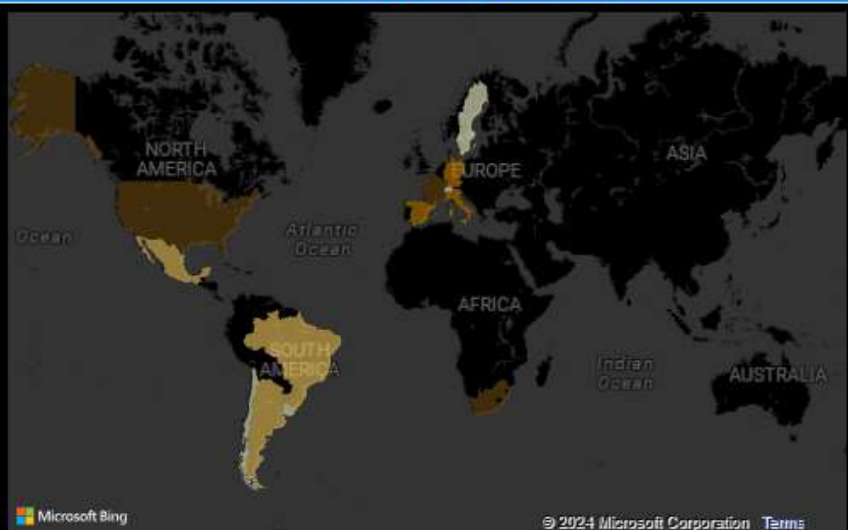 NORTH
AMERICA
EUROPE
ASIA
Ocean
Atlantic
Ocean
AFRICA
SOUTH
AMERICA
Indian
Ocean
AUSTRALIA
Microsoft Bing
© 2024 Microsoft Corporation Terms